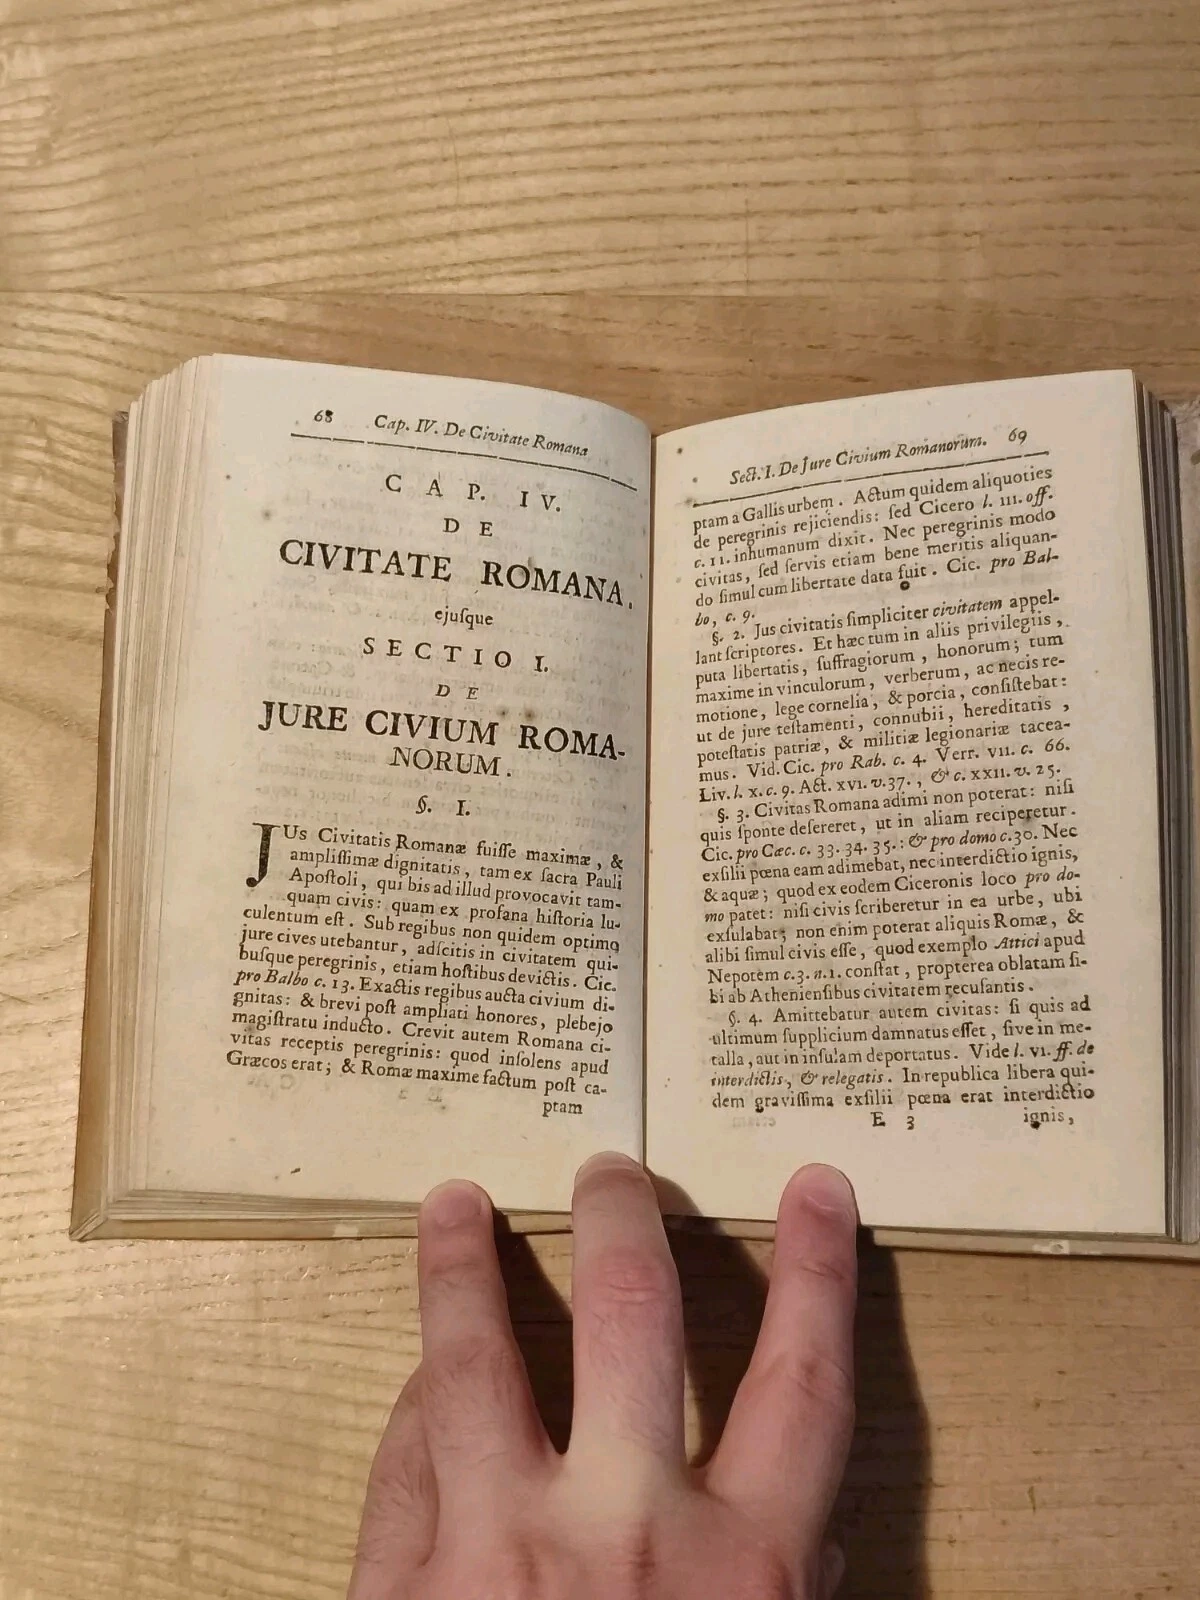 68 Cap. IV. De Civitate Romana
CAP. IV.
DE
CIVITATE ROMANA.
ejuſque
SECTIO I.
DE
JURE CIVIUM ROMA-
NORUM.
§. I.
JUs Civitatis Romanæ fuiſſe maximæ, &
ampliſſimæ dignitatis, tam ex ſacra Pauli
Apoſtoli, qui bis ad illud provocavit tam-
quam civis: quam ex profana hiſtoria lu-
culentum eſt. Sub regibus non quidem optimo
jure cives utebantur, adſcitis in civitatem qui-
buſque peregrinis, etiam hoſtibus devictis. Cic.
pro Balbo c. 13. Exactis regibus aucta civium di-
gnitas: & brevi poſt ampliati honores, plebejo
magiſtratu inducto. Crevit autem Romana ci-
vitas receptis peregrinis: quod inſolens apud
Græcos erat; & Romæ maxime factum poſt ca-
ptam
Sect. I. De Jure Civium Romanorum. 69
ptam a Gallis urbem. Actum quidem aliquoties
de peregrinis rejiciendis: ſed Cicero l. III. off.
c. 11. inhumanum dixit. Nec peregrinis modo
civitas, ſed ſervis etiam bene meritis aliquan-
do ſimul cum libertate data fuit. Cic. pro Bal-
bo, c. 9.
§. 2. Jus civitatis ſimpliciter civitatem appel-
lant ſcriptores. Et hæc tum in aliis privilegiis,
puta libertatis, ſuffragiorum, honorum; tum
maxime in vinculorum, verberum, ac necis re-
motione, lege cornelia, & porcia, conſiſtebat:
ut de jure teſtamenti, connubii, hereditatis,
poteſtatis patriæ, & militiæ legionariæ tacea-
mus. Vid. Cic. pro Rab. c. 4. Verr. VII. c. 66.
Liv. l. X. c. 9. Act. XVI. v. 37., & c. XXII. v. 25.
§. 3. Civitas Romana adimi non poterat: niſi
quis ſponte deſereret, ut in aliam reciperetur.
Cic. pro Cæc. c. 33. 34. 35.: & pro domo c. 30. Nec
exſilii pœna eam adimebat, nec interdictio ignis,
& aquæ; quod ex eodem Ciceronis loco pro do-
mo patet: niſi civis ſcriberetur in ea urbe, ubi
exſulabat; non enim poterat aliquis Romæ, &
alibi ſimul civis eſſe, quod exemplo Attici apud
Nepotem c. 3. n. 1. conſtat, propterea oblatam ſi-
bi ab Athenienſibus civitatem recuſantis.
§. 4. Amittebatur autem civitas: ſi quis ad
ultimum ſupplicium damnatus eſſet, ſive in me-
talla, aut in inſulam deportatus. Vide l. VI. ff. de
interdictis, & relegatis. In republica libera qui-
dem graviſſima exſilii pœna erat interdictio
E 3 ignis,